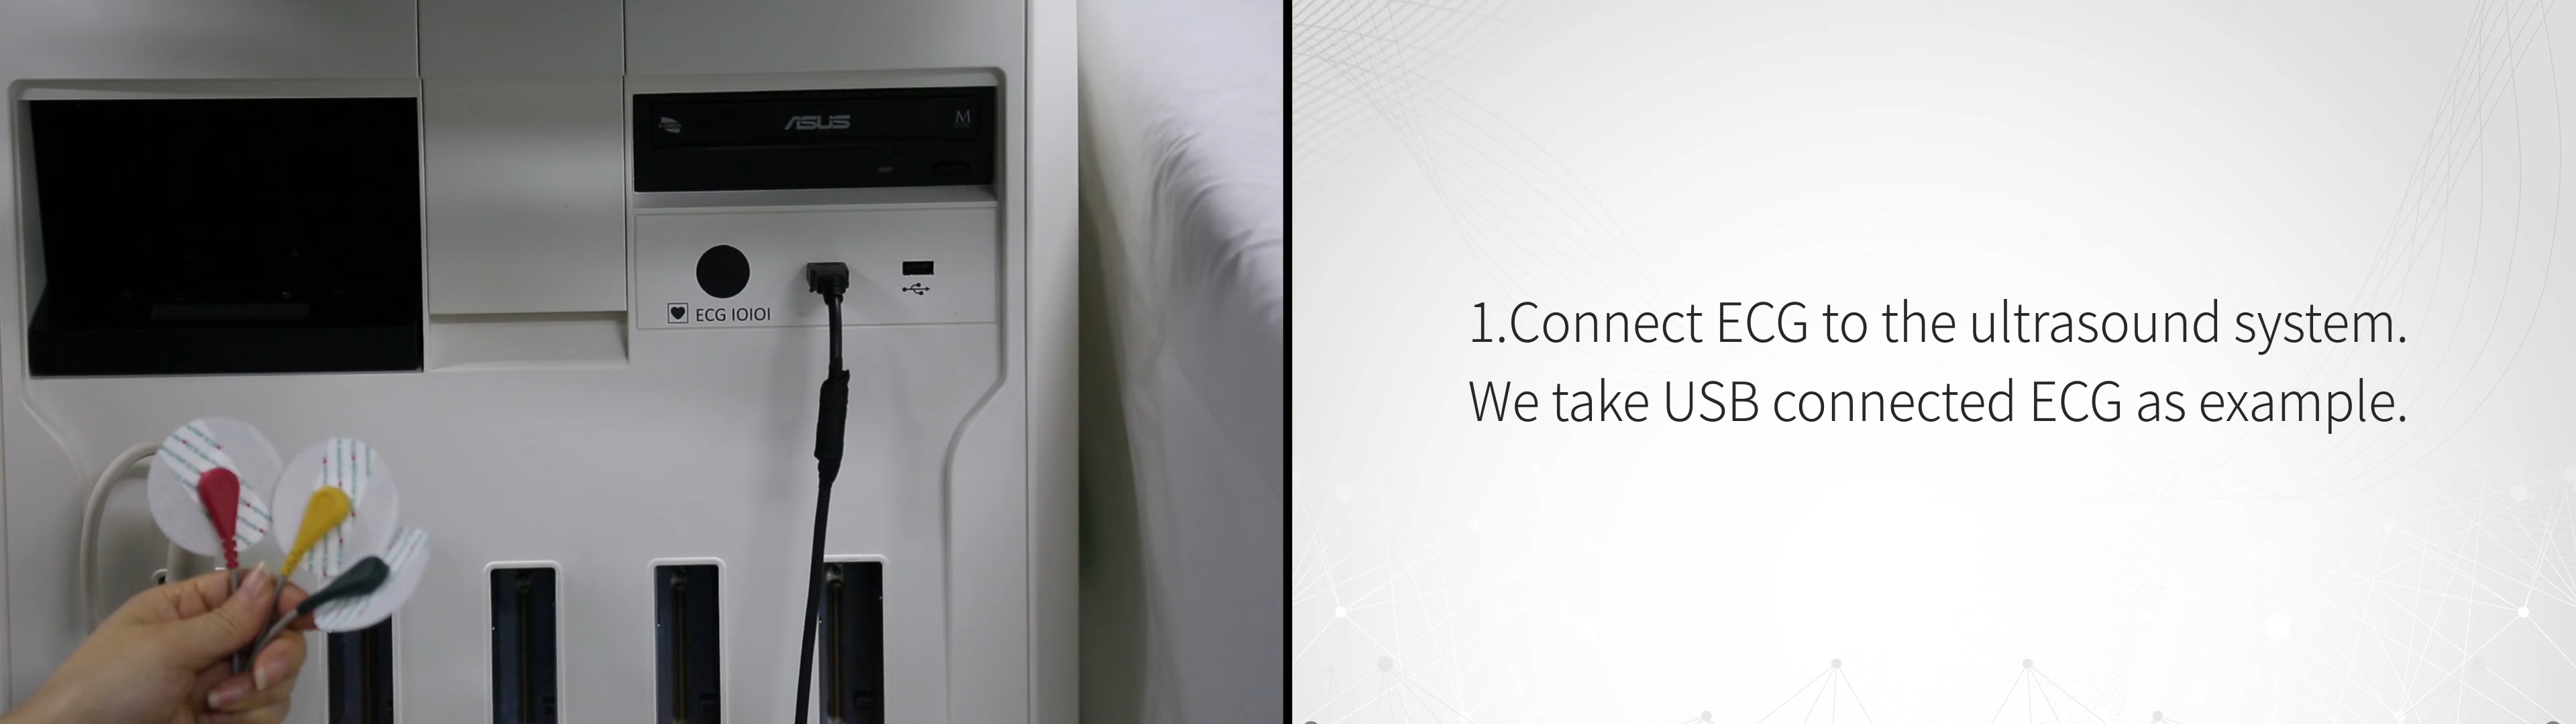 ASUS
M
ECG IOIOI
1.Connect ECG to the ultrasound system.
We take USB connected ECG as example.